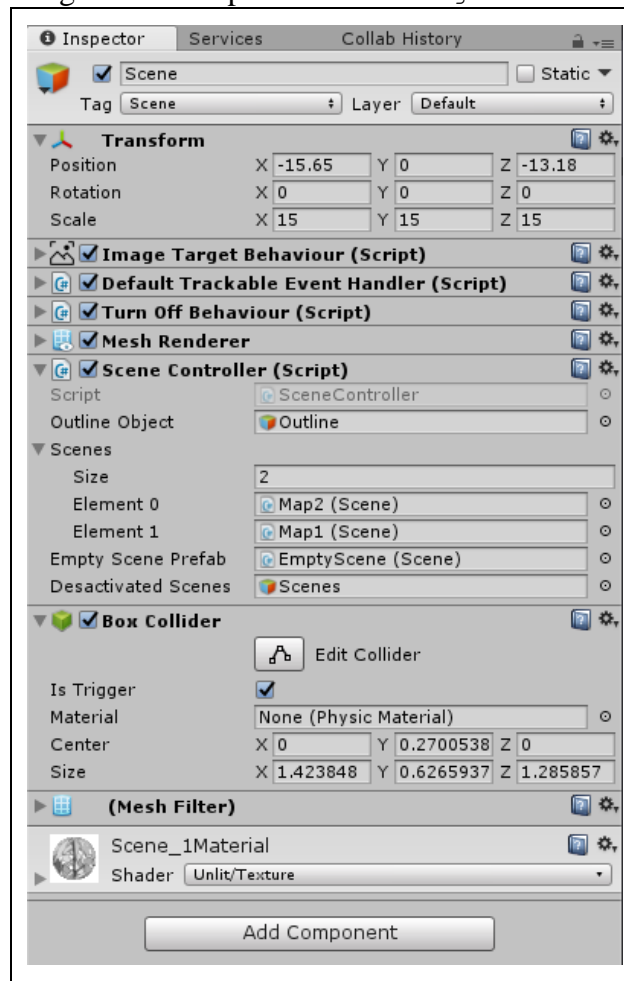 Inspector Services Collab History
Scene Static
Tag Scene Layer Default
Transform
Position X -15.65 Y 0 Z -13.18
Rotation X 0 Y 0 Z 0
Scale X 15 Y 15 Z 15
Image Target Behaviour (Script)
Default Trackable Event Handler (Script)
Turn Off Behaviour (Script)
Mesh Renderer
Scene Controller (Script)
Script SceneController
Outline Object Outline
Scenes
Size 2
Element 0 Map2 (Scene)
Element 1 Map1 (Scene)
Empty Scene Prefab EmptyScene (Scene)
Desactivated Scenes Scenes
Box Collider
Edit Collider
Is Trigger
Material None (Physic Material)
Center X 0 Y 0.2700538 Z 0
Size X 1.423848 Y 0.6265937 Z 1.285857
(Mesh Filter)
Scene_1Material
Shader Unlit/Texture
Add Component